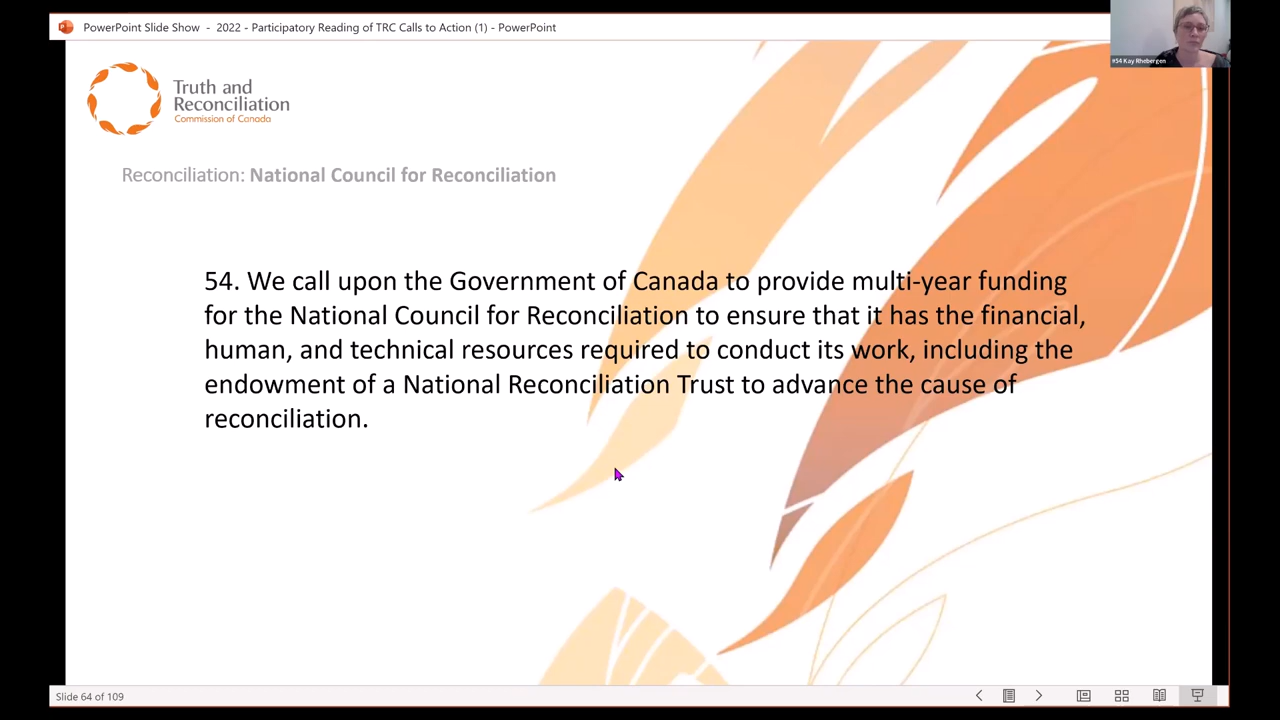 PowerPoint Slide Show - 2022 - Participatory Reading of TRC Calls to Action (1) - PowerPoint
#54 Kay Rhebergen
Truth and
Reconciliation
Commission of Canada
Reconciliation: National Council for Reconciliation
54. We call upon the Government of Canada to provide multi-year funding
for the National Council for Reconciliation to ensure that it has the financial,
human, and technical resources required to conduct its work, including the
endowment of a National Reconciliation Trust to advance the cause of
reconciliation.
Slide 64 of 109